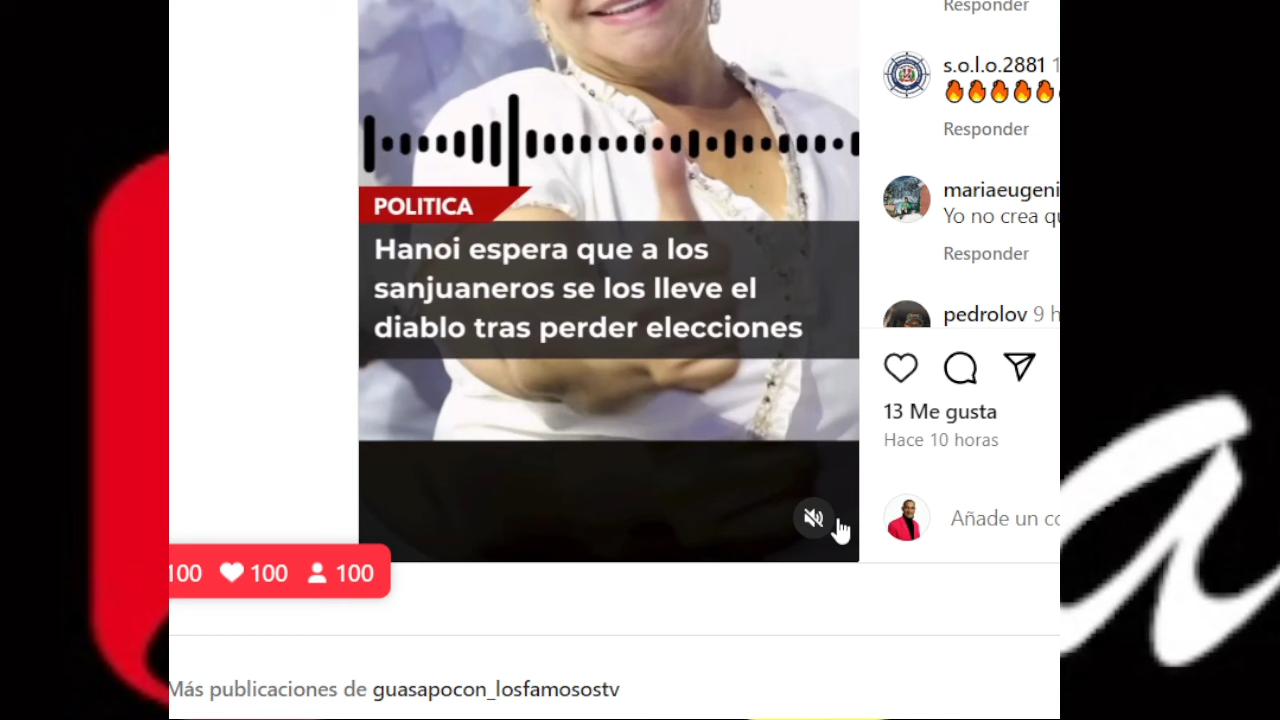 Responder
s.o.l.o.2881 1
🔥🔥🔥🔥🔥
Responder
mariaeugeni
Yo no crea qu
Responder
pedrolov 9 h
POLITICA
Hanoi espera que a los
sanjuaneros se los lleve el
diablo tras perder elecciones
13 Me gusta
Hace 10 horas
Añade un co
100 100 100
Más publicaciones de guasapocon_losfamosostv
a